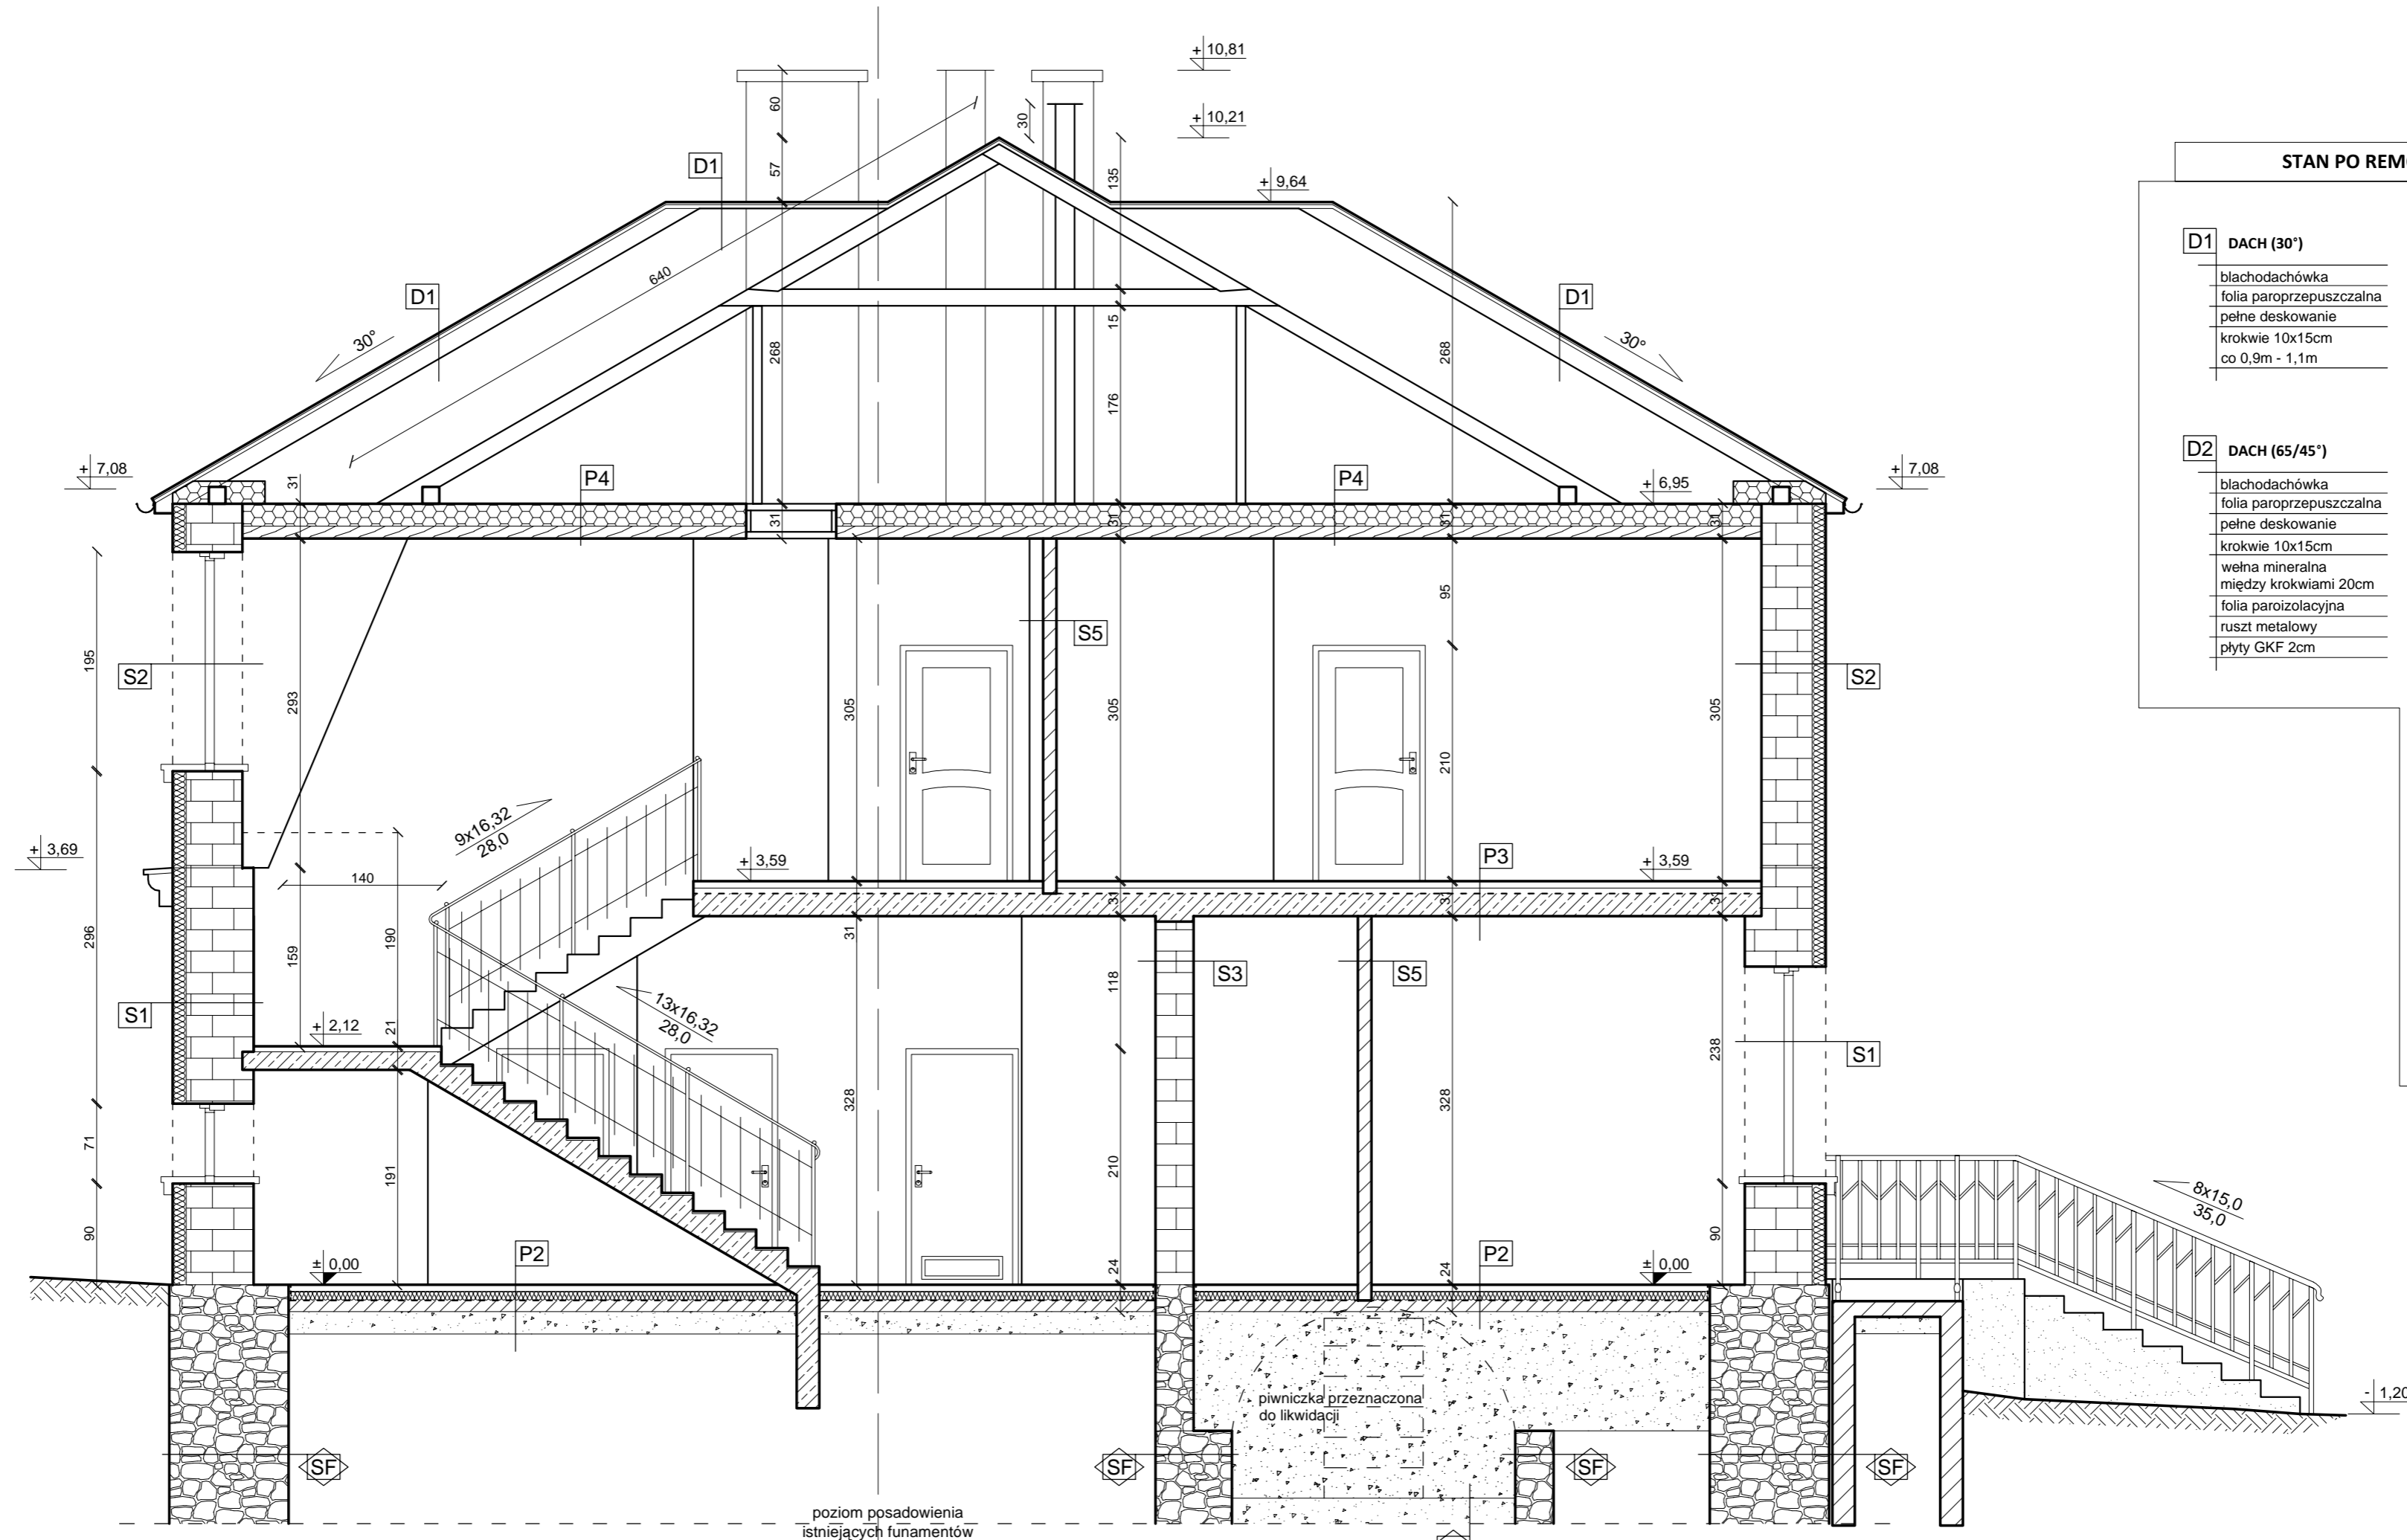 + 10,81
+ 10,21
+ 9,64
60
57
30
135
D1
D1
D1
640
30°
30°
268
15
176
268
+ 7,08
+ 7,08
+ 6,95
31
P4
P4
31
31
31
31
195
S2
293
305
S5
305
95
210
305
S2
9x16,32
28,0
+ 3,69
140
+ 3,59
P3
+ 3,59
296
190
159
31
31
S3
S5
118
13x16,32
28,0
S1
+ 2,12
21
328
238
S1
71
191
210
328
90
90
8x15,0
35,0
± 0,00
P2
24
24
P2
± 0,00
- 1,20
piwniczka przeznaczona
do likwidacji
SF
SF
SF
SF
poziom posadowienia
istniejących funamentów
STAN PO REM
D1 DACH (30°)
blachodachówka
folia paroprzepuszczalna
pełne deskowanie
krokwie 10x15cm
co 0,9m - 1,1m
D2 DACH (65/45°)
blachodachówka
folia paroprzepuszczalna
pełne deskowanie
krokwie 10x15cm
wełna mineralna
między krokwiami 20cm
folia paroizolacyjna
ruszt metalowy
płyty GKF 2cm